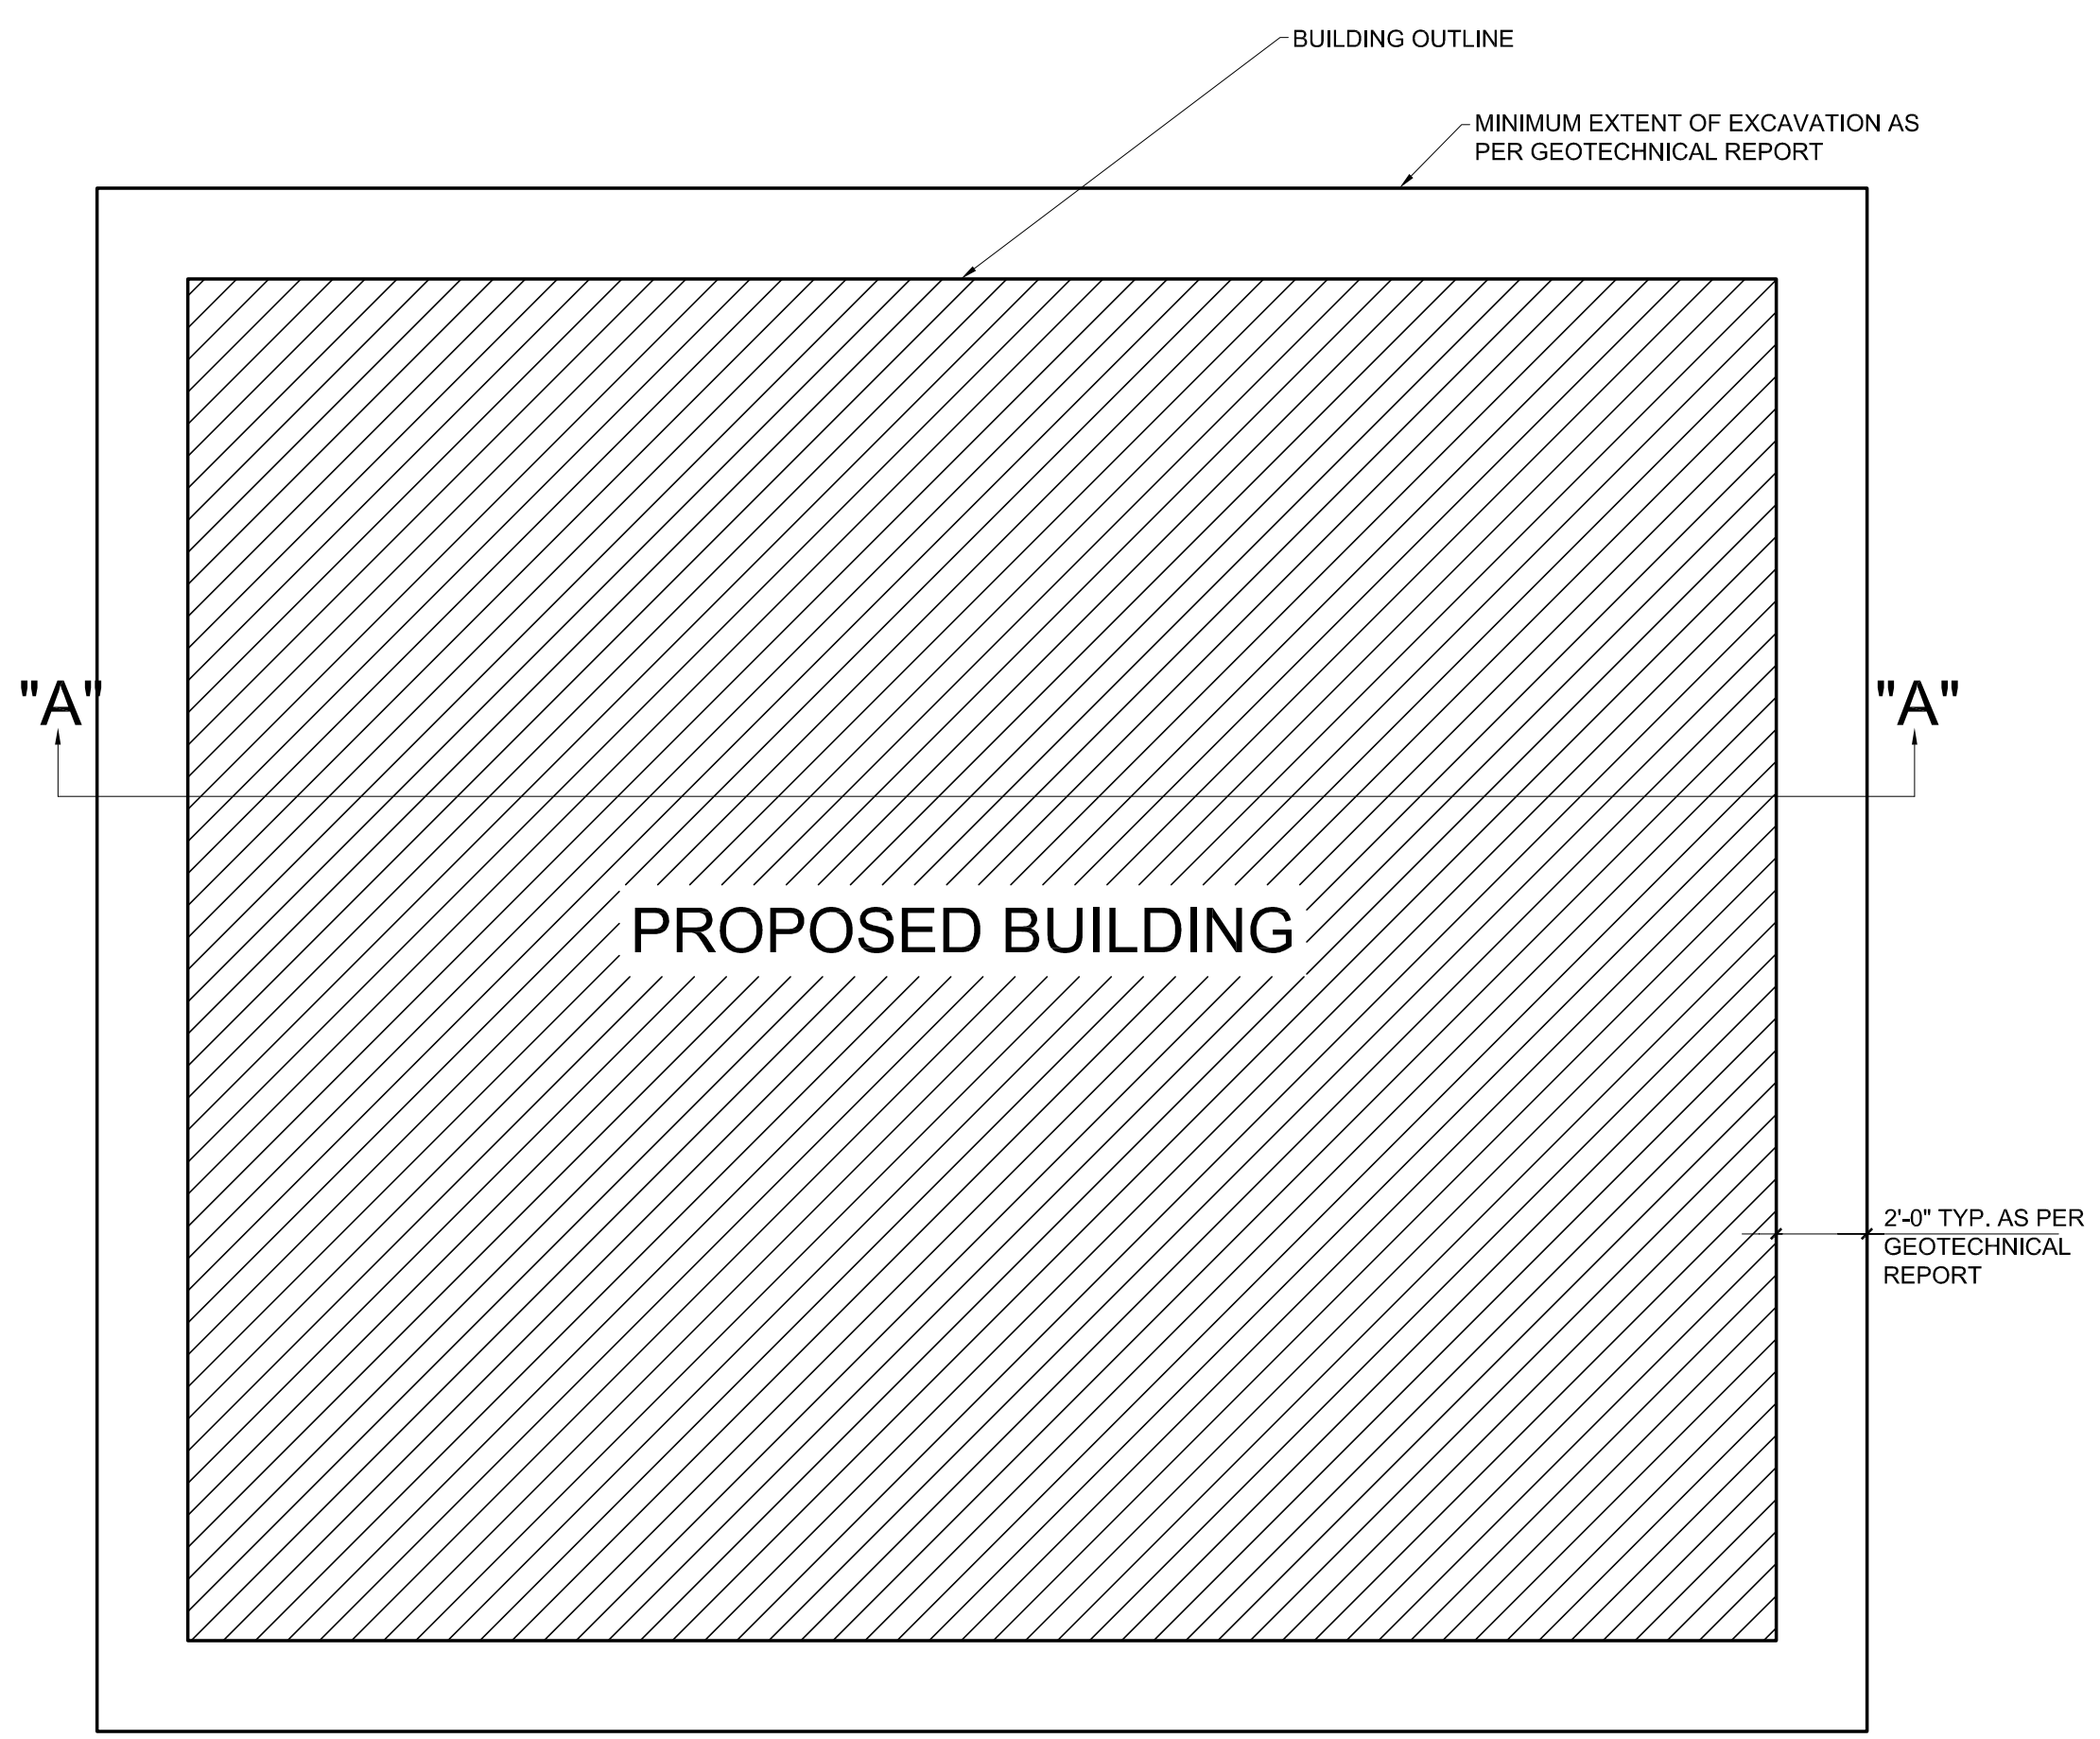 BUILDING OUTLINE
MINIMUM EXTENT OF EXCAVATION AS
PER GEOTECHNICAL REPORT
"A"
"A"
PROPOSED BUILDING
2'-0" TYP. AS PER
GEOTECHNICAL
REPORT